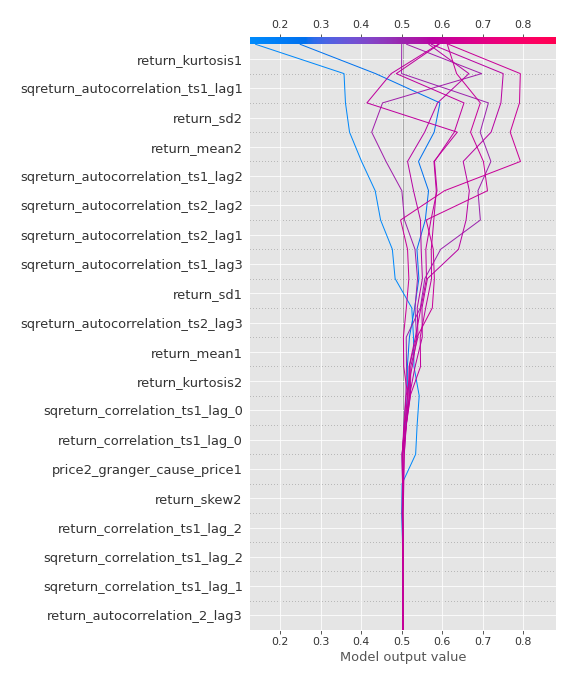 0.2 0.3 0.4 0.5 0.6 0.7 0.8
return_kurtosis1
sqreturn_autocorrelation_ts1_lag1
return_sd2
return_mean2
sqreturn_autocorrelation_ts1_lag2
sqreturn_autocorrelation_ts2_lag2
sqreturn_autocorrelation_ts2_lag1
sqreturn_autocorrelation_ts1_lag3
return_sd1
sqreturn_autocorrelation_ts2_lag3
return_mean1
return_kurtosis2
sqreturn_correlation_ts1_lag_0
return_correlation_ts1_lag_0
price2_granger_cause_price1
return_skew2
return_correlation_ts1_lag_2
sqreturn_correlation_ts1_lag_2
sqreturn_correlation_ts1_lag_1
return_autocorrelation_2_lag3
0.2 0.3 0.4 0.5 0.6 0.7 0.8
Model output value